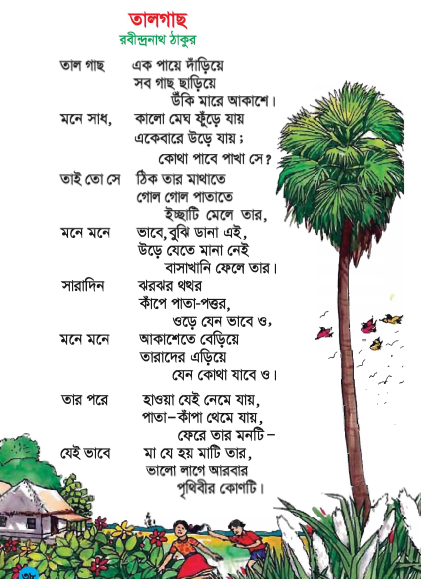 তালগাছ
রবীন্দ্রনাথ ঠাকুর
তাল গাছ এক পায়ে দাঁড়িয়ে
সব গাছ ছাড়িয়ে
উঁকি মারে আকাশে।
মনে সাধ, কালো মেঘ ফুঁড়ে যায়
একেবারে উড়ে যায়;
কোথা পাবে পাখা সে?
তাই তো সে ঠিক তার মাথাতে
গোল গোল পাতাতে
ইচ্ছাটি মেলে তার,
মনে মনে ভাবে, বুঝি ডানা এই,
উড়ে যেতে মানা নেই
বাসাখানি ফেলে তার।
সারাদিন ঝরঝর থথর
কাঁপে পাতা-পত্তর,
ওড়ে যেন ভাবে ও,
মনে মনে আকাশেতে বেড়িয়ে
তারাদের এড়িয়ে
যেন কোথা যাবে ও।
তার পরে হাওয়া যেই নেমে যায়,
পাতা-কাঁপা থেমে যায়,
ফেরে তার মনটি-
যেই ভাবে মা যে হয় মাটি তার,
ভালো লাগে আরবার
পৃথিবীর কোণটি।
৩৮